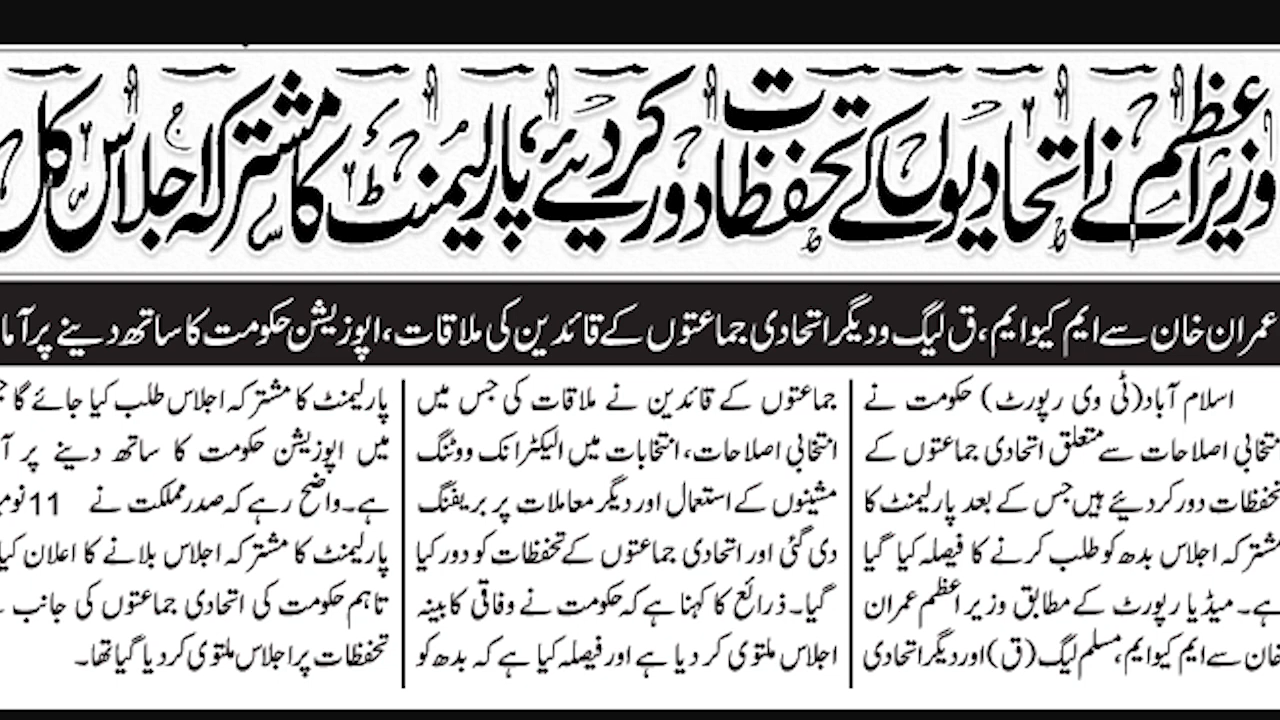 وزیراعظم نے اتحادیوں کے تحفظات دور کردیئے، پارلیمنٹ کا مشترکہ اجلاس کل
عمران خان سے ایم کیو ایم، ق لیگ و دیگر اتحادی جماعتوں کے قائدین کی ملاقات، اپوزیشن حکومت کا ساتھ دینے پر
اسلام آباد (ٹی وی رپورٹ) حکومت نے
انتخابی اصلاحات سے متعلق اتحادی جماعتوں کے
تحفظات دور کردیئے ہیں جس کے بعد پارلیمنٹ کا
مشترکہ اجلاس بدھ کو طلب کرنے کا فیصلہ کیا گیا
ہے۔ میڈیا رپورٹ کے مطابق وزیر اعظم عمران
خان سے ایم کیو ایم، مسلم لیگ (ق) اور دیگر اتحادی
جماعتوں کے قائدین نے ملاقات کی جس میں
انتخابی اصلاحات، انتخابات میں الیکٹرانک ووٹنگ
مشینوں کے استعمال اور دیگر معاملات پر بریفنگ
دی گئی اور اتحادی جماعتوں کے تحفظات کو دور کیا
گیا۔ ذرائع کا کہنا ہے کہ حکومت نے وفاقی کابینہ
اجلاس ملتوی کر دیا ہے اور فیصلہ کیا ہے کہ بدھ کو
پارلیمنٹ کا مشترکہ اجلاس طلب کیا جائے گا
میں اپوزیشن حکومت کا ساتھ دینے پر
ہے۔ واضح رہے کہ صدر مملکت نے 11
پارلیمنٹ کا مشترکہ اجلاس بلانے کا اعلان کیا
تاہم حکومت کی اتحادی جماعتوں کی جانب
تحفظات پر اجلاس ملتوی کر دیا گیا تھا۔